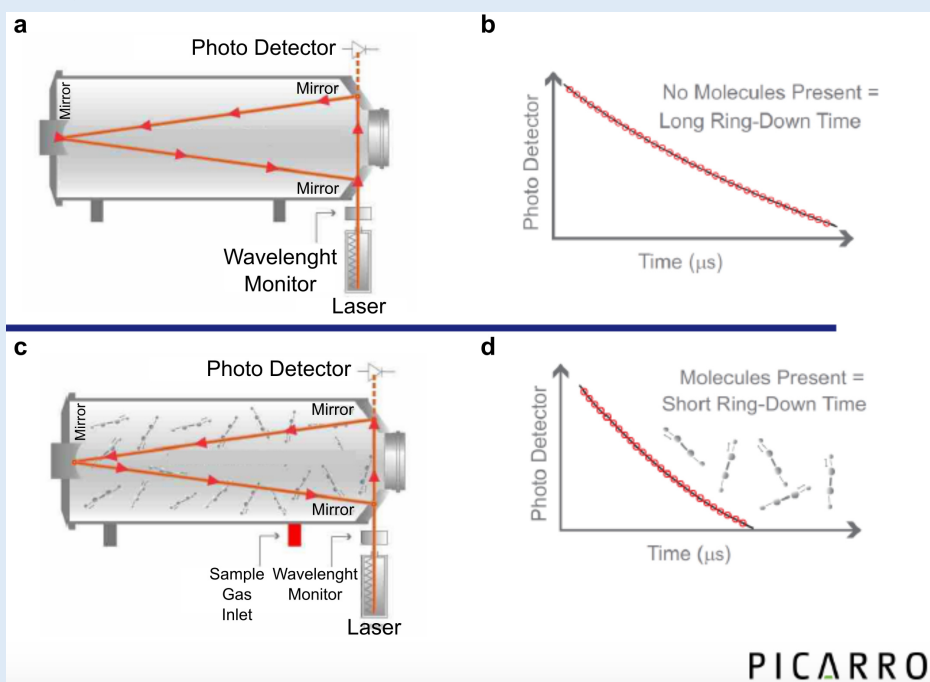 a
Photo Detector
Mirror
Mirror
Mirror
Wavelenght
Monitor
Laser
b
No Molecules Present =
Long Ring-Down Time
Photo Detector
Time (µs)
c
Photo Detector
Mirror
Mirror
Mirror
Sample
Gas
Inlet
Wavelenght
Monitor
Laser
d
Molecules Present =
Short Ring-Down Time
Photo Detector
Time (µs)
PICARRO